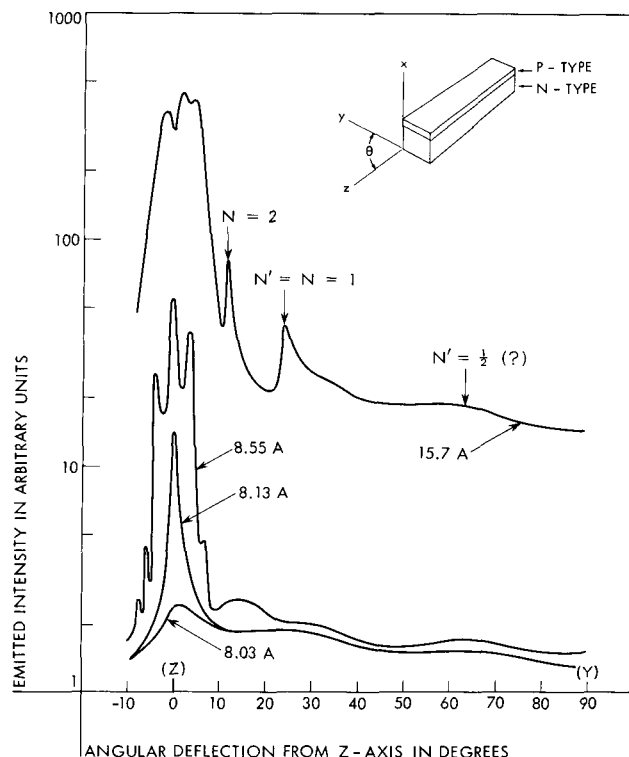 1000
100
10
1
EMITTED INTENSITY IN ARBITRARY UNITS
x
y
θ
z
P - TYPE
N - TYPE
N = 2
N' = N = 1
N' = ½ (?)
15.7 A
8.55 A
8.13 A
8.03 A
(Z)
(Y)
-10 0 10 20 30 40 50 60 70 80 90
ANGULAR DEFLECTION FROM Z-AXIS IN DEGREES